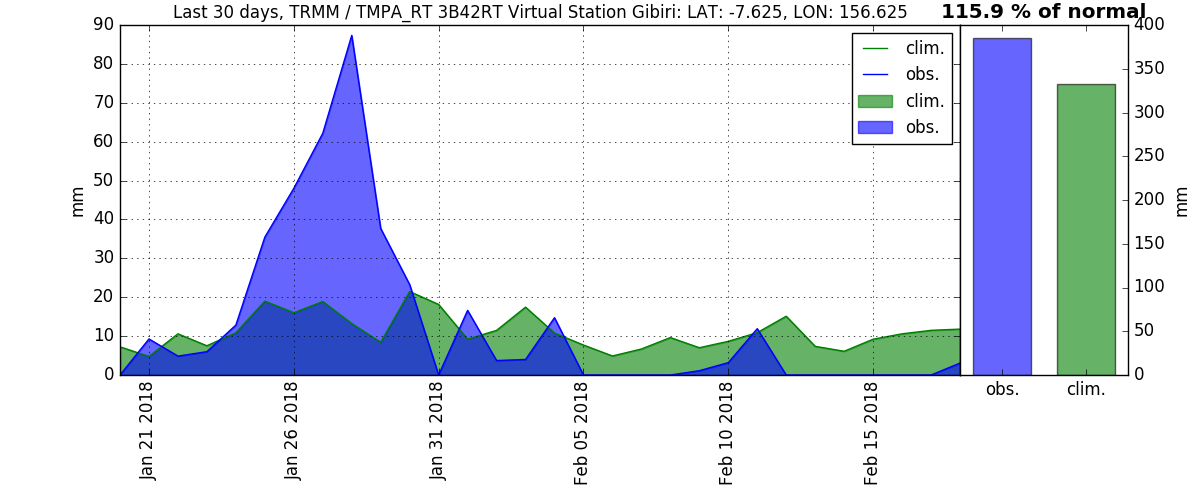 Last 30 days, TRMM / TMPA_RT 3B42RT Virtual Station Gibiri: LAT: -7.625, LON: 156.625
115.9 % of normal
90
80
70
60
50
40
30
20
10
0
mm
clim.
obs.
clim.
obs.
Jan 21 2018
Jan 26 2018
Jan 31 2018
Feb 05 2018
Feb 10 2018
Feb 15 2018
400
350
300
250
200
150
100
50
0
mm
obs.
clim.